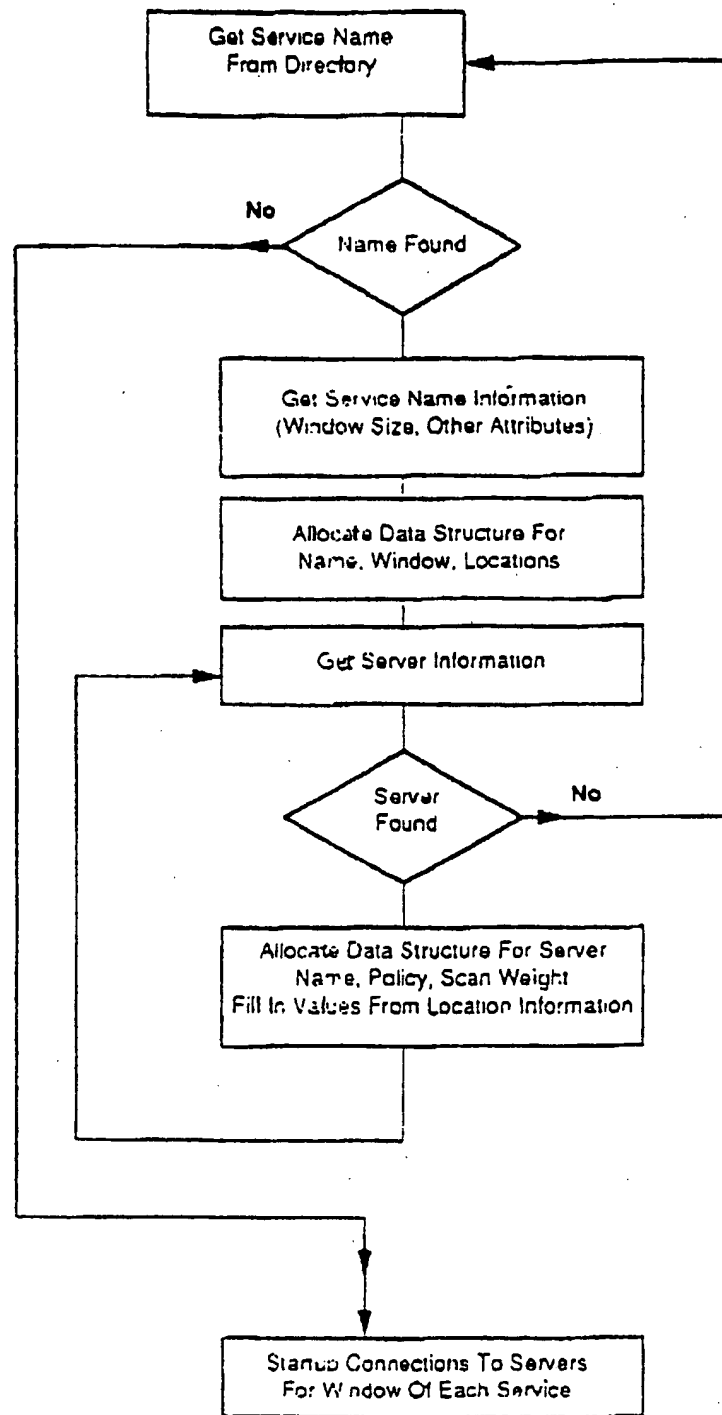 Get Service Name
From Directory
No
Name Found
Get Service Name Information
(Window Size, Other Attributes)
Allocate Data Structure For
Name, Window, Locations
Get Server Information
Server
Found
No
Allocate Data Structure For Server
Name, Policy, Scan Weight
Fill In Values From Location Information
Startup Connections To Servers
For Window Of Each Service